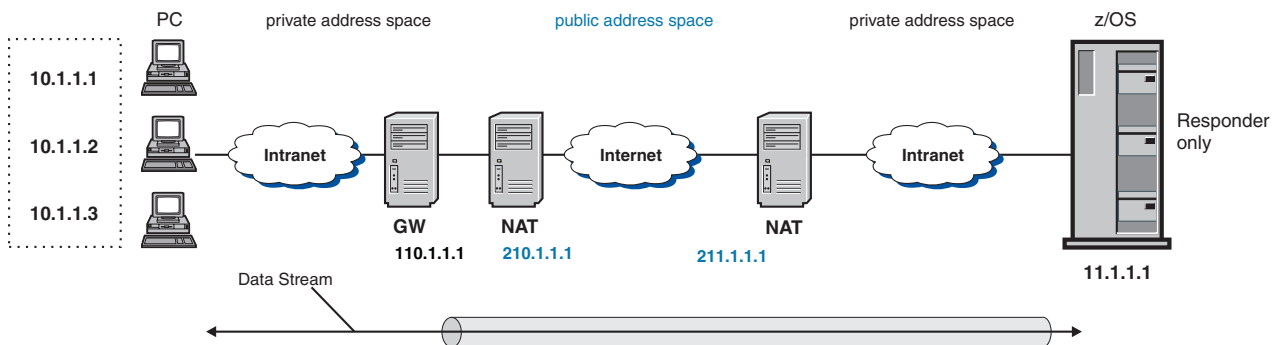 PC
private address space
public address space
private address space
z/OS
10.1.1.1
10.1.1.2
10.1.1.3
Intranet
Internet
Intranet
Responder
only
GW
NAT
NAT
110.1.1.1
210.1.1.1
211.1.1.1
11.1.1.1
Data Stream